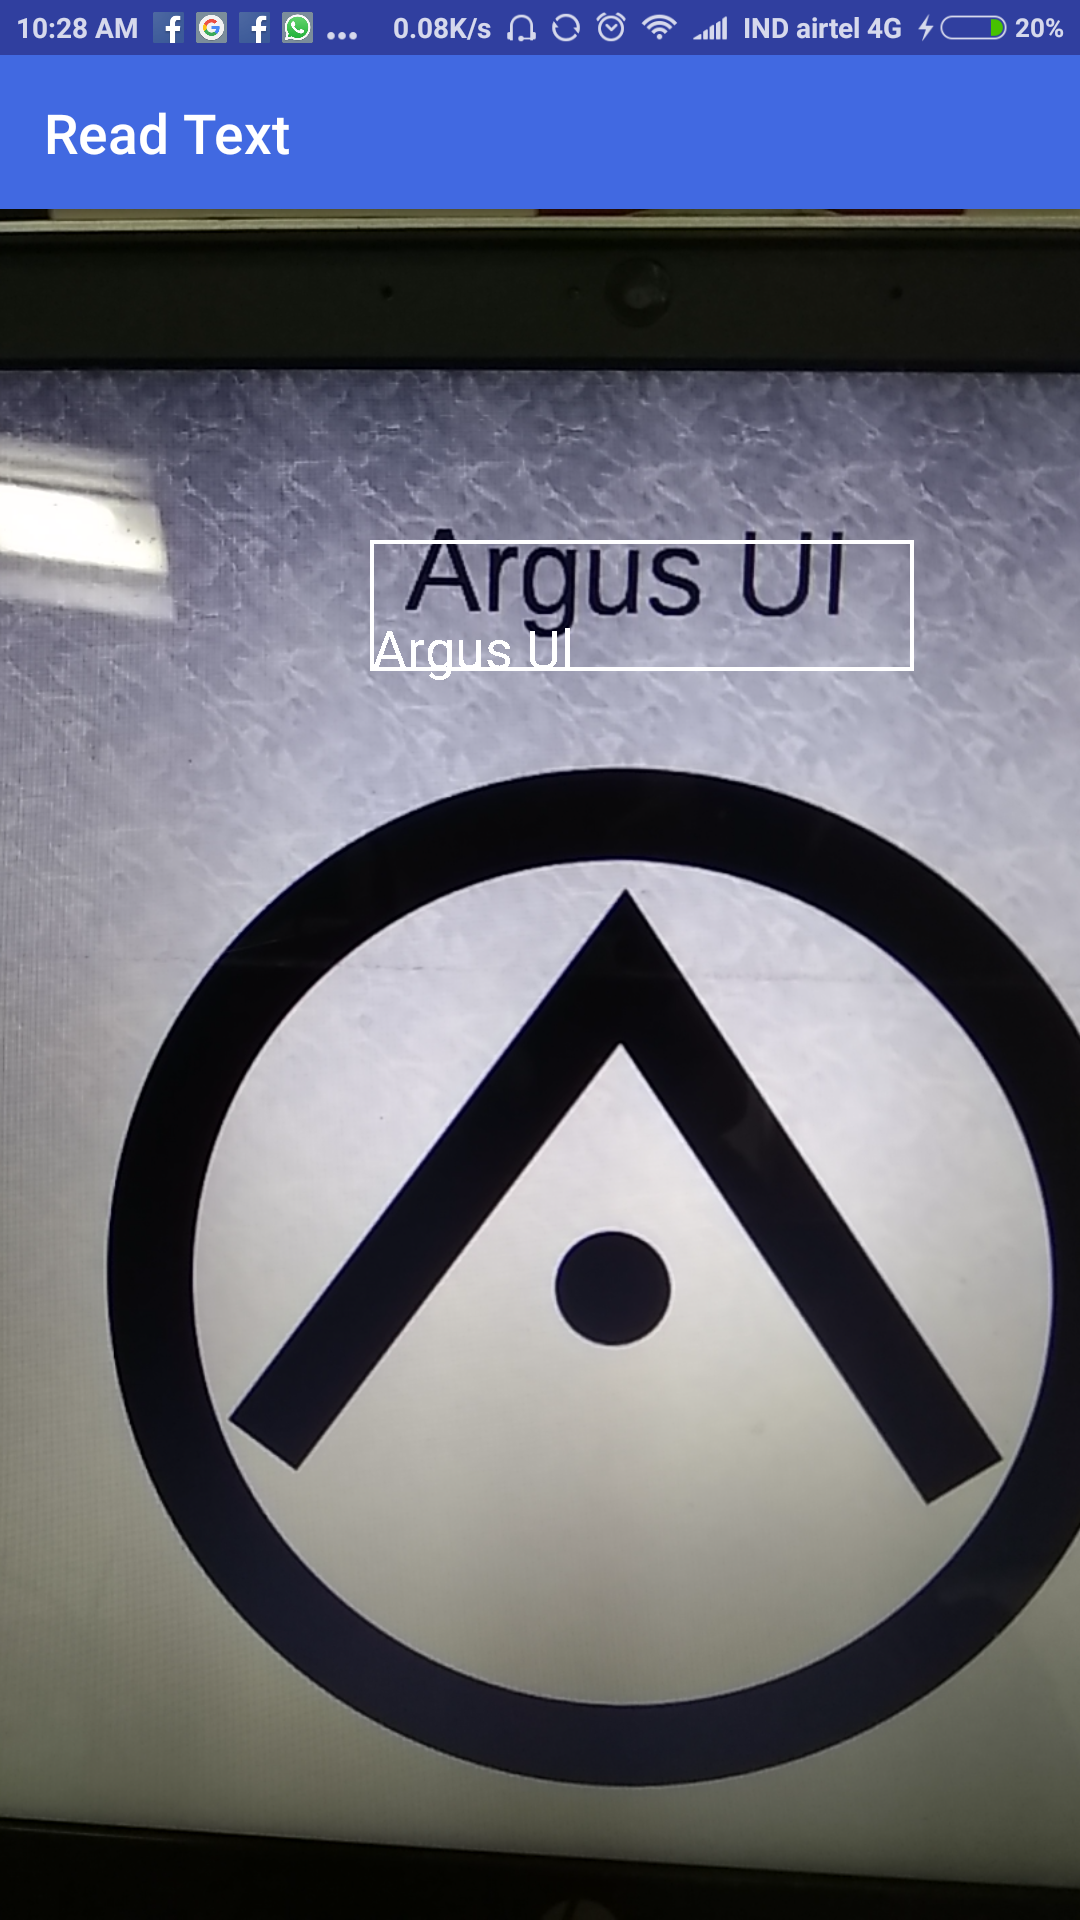 10:28 AM ... 0.08K/s IND airtel 4G 20%
Read Text
Argus UI
Argus UI